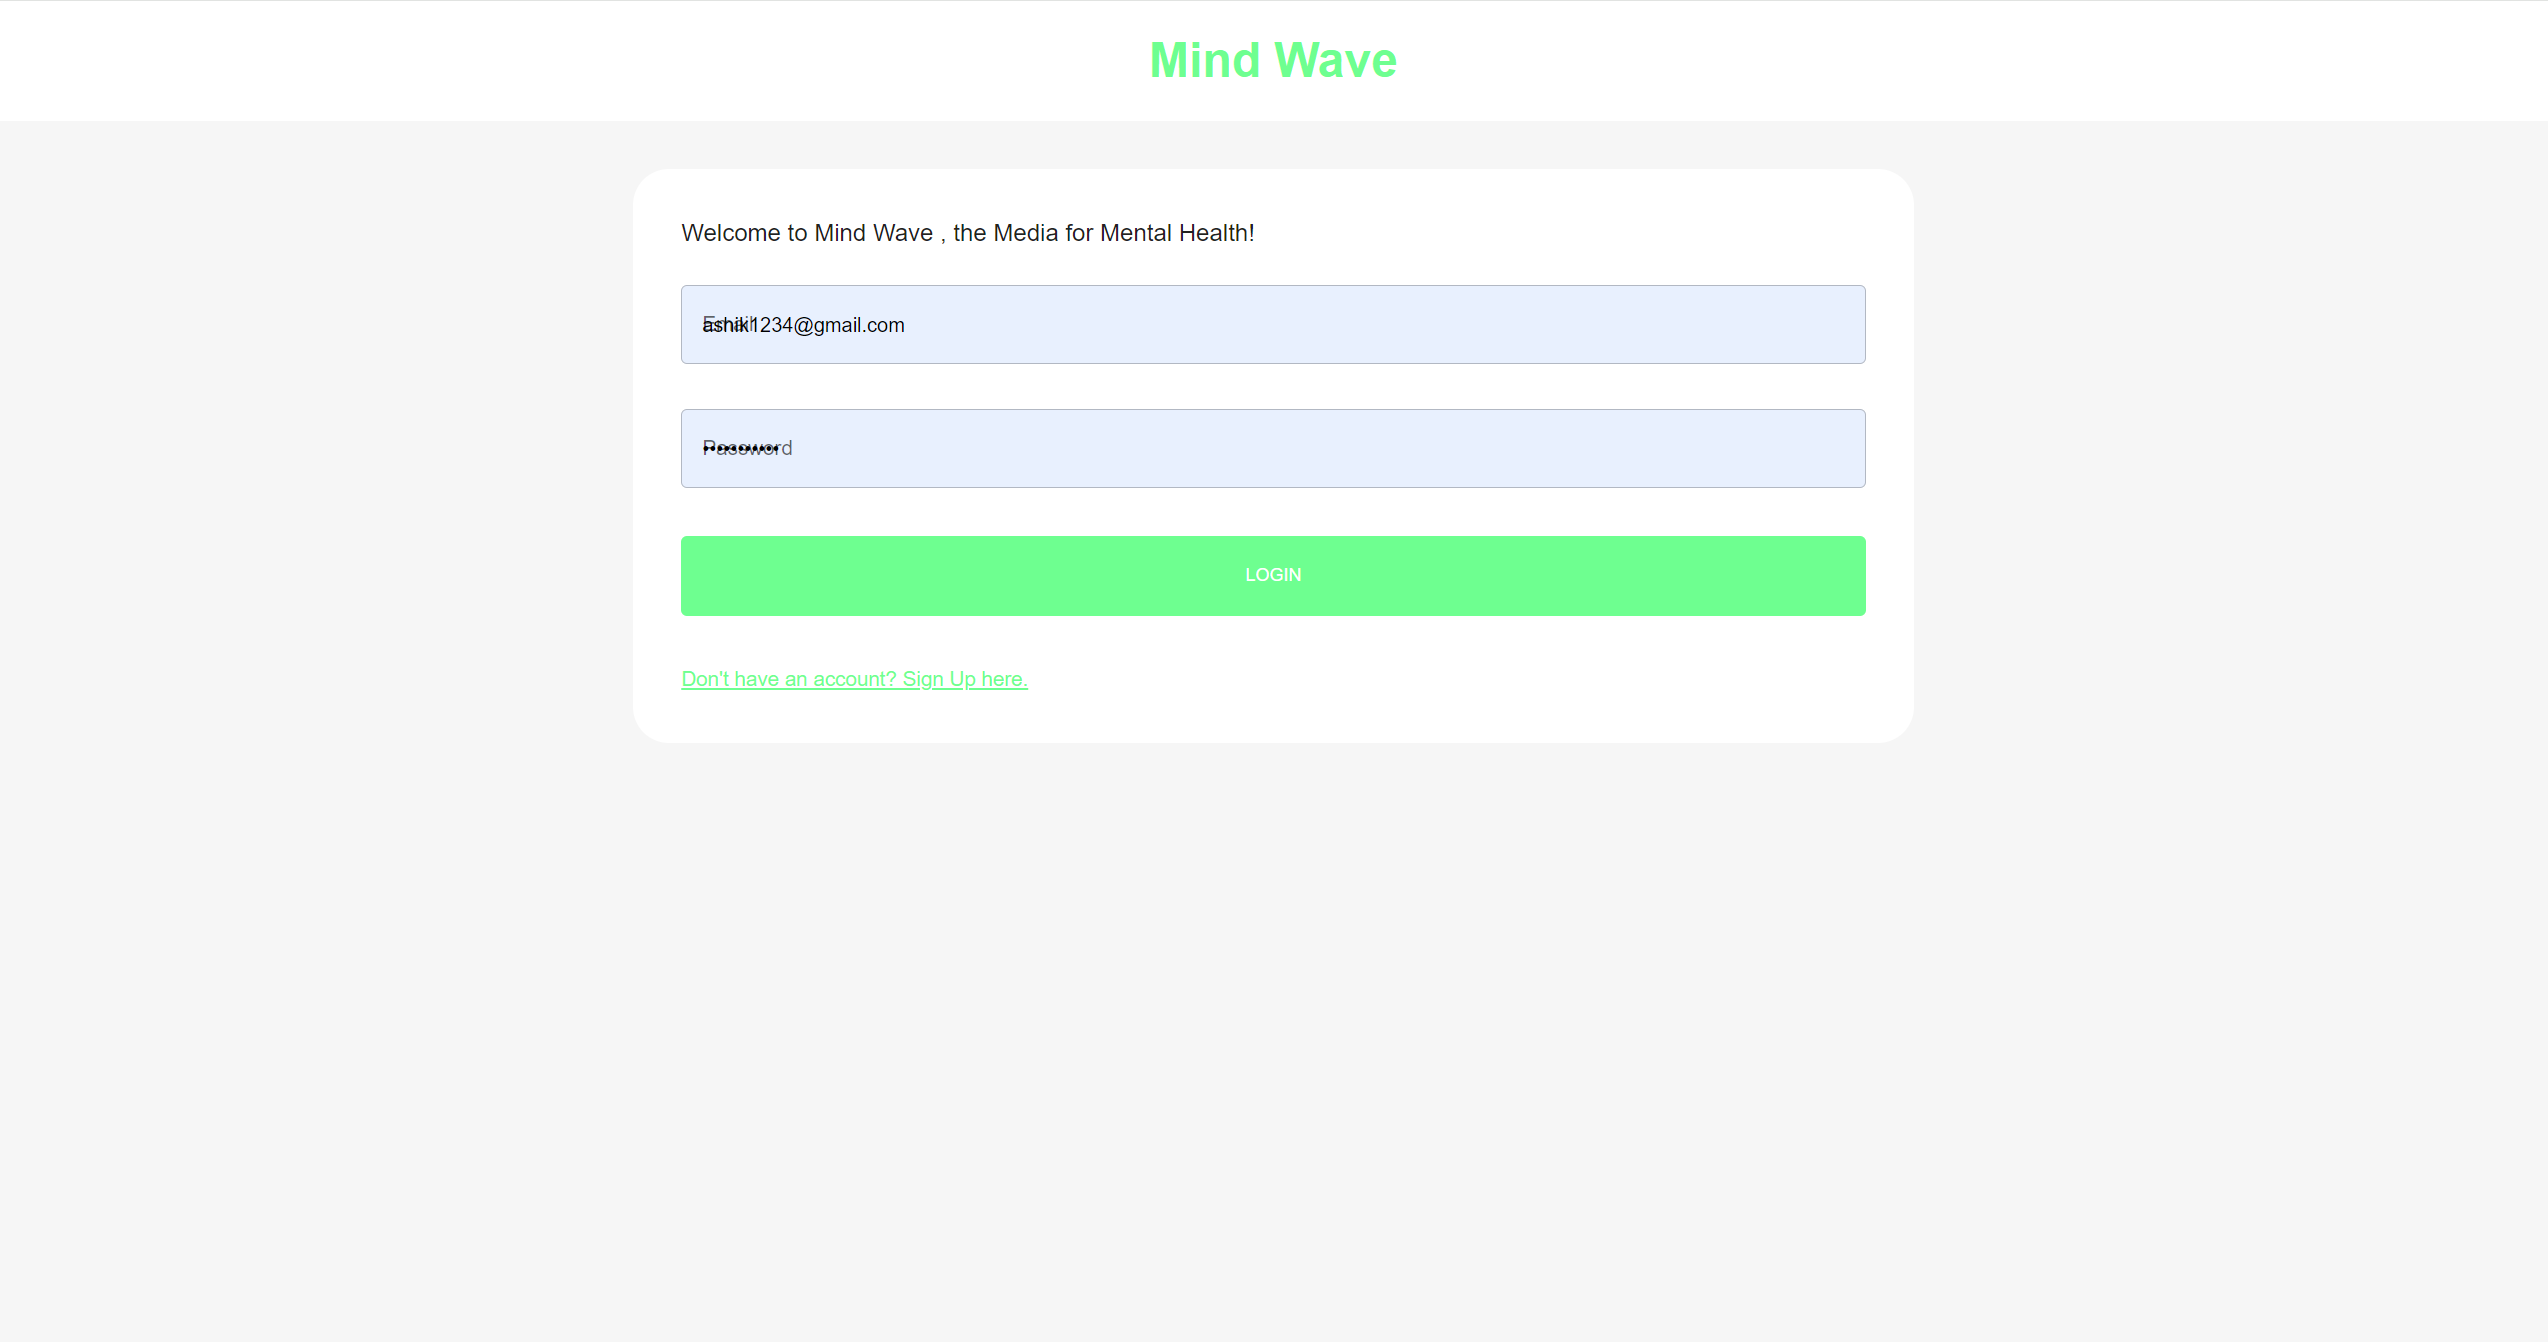 Mind Wave
Welcome to Mind Wave , the Media for Mental Health!
Email
ashik1234@gmail.com
Password
•••••••••••
LOGIN
Don't have an account? Sign Up here.